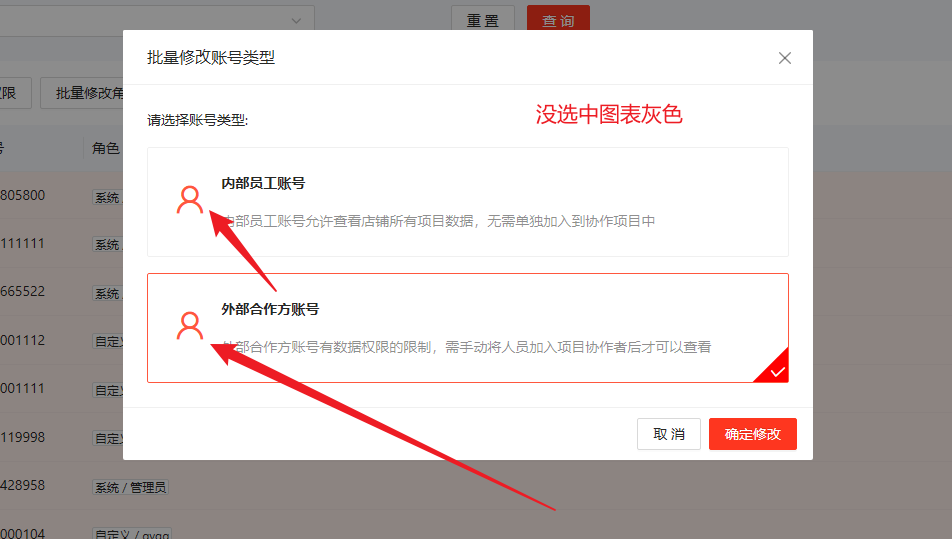 重 置
查 询
批量修改账号类型
限
批量修改角
没选中图表灰色
请选择账号类型:
角色
内部员工账号
805800
系统
内部员工账号允许查看店铺所有项目数据，无需单独加入到协作项目中
111111
系统
665522
系统
外部合作方账号
001112
自定义
外部合作方账号有数据权限的限制，需手动将人员加入项目协作者后才可以查看
001111
自定义
119998
自定义
取 消
确定修改
428958
系统 / 管理员
000104